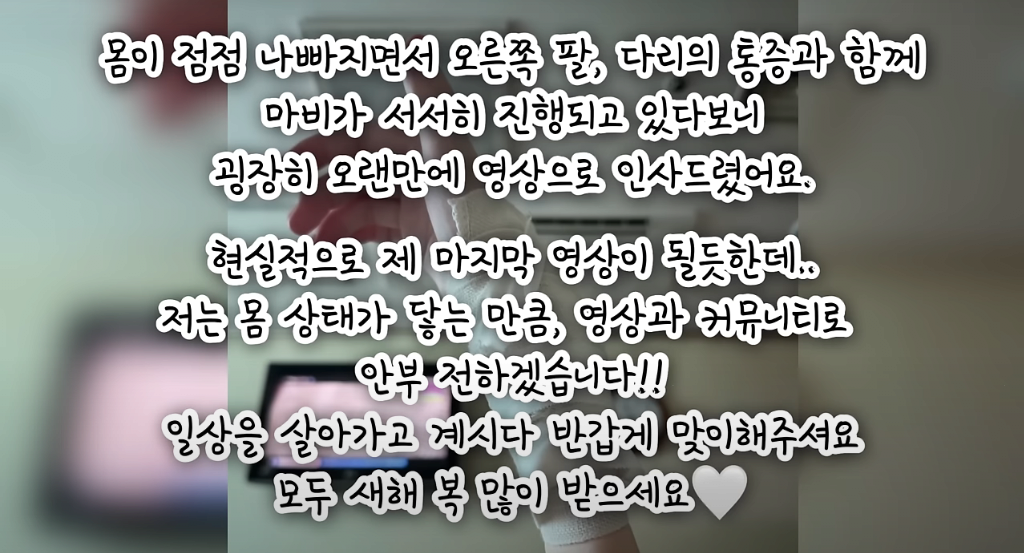 몸이 점점 나빠지면서 오른쪽 팔, 다리의 통증과 함께
마비가 서서히 진행되고 있다보니
굉장히 오랜만에 영상으로 인사드렸어요.
현실적으로 제 마지막 영상이 될듯한데..
저는 몸 상태가 닿는 만큼, 영상과 커뮤니티로
안부 전하겠습니다!!
일상을 살아가고 계시다 반갑게 맞이해주셔요
모두 새해 복 많이 받으세요🤍